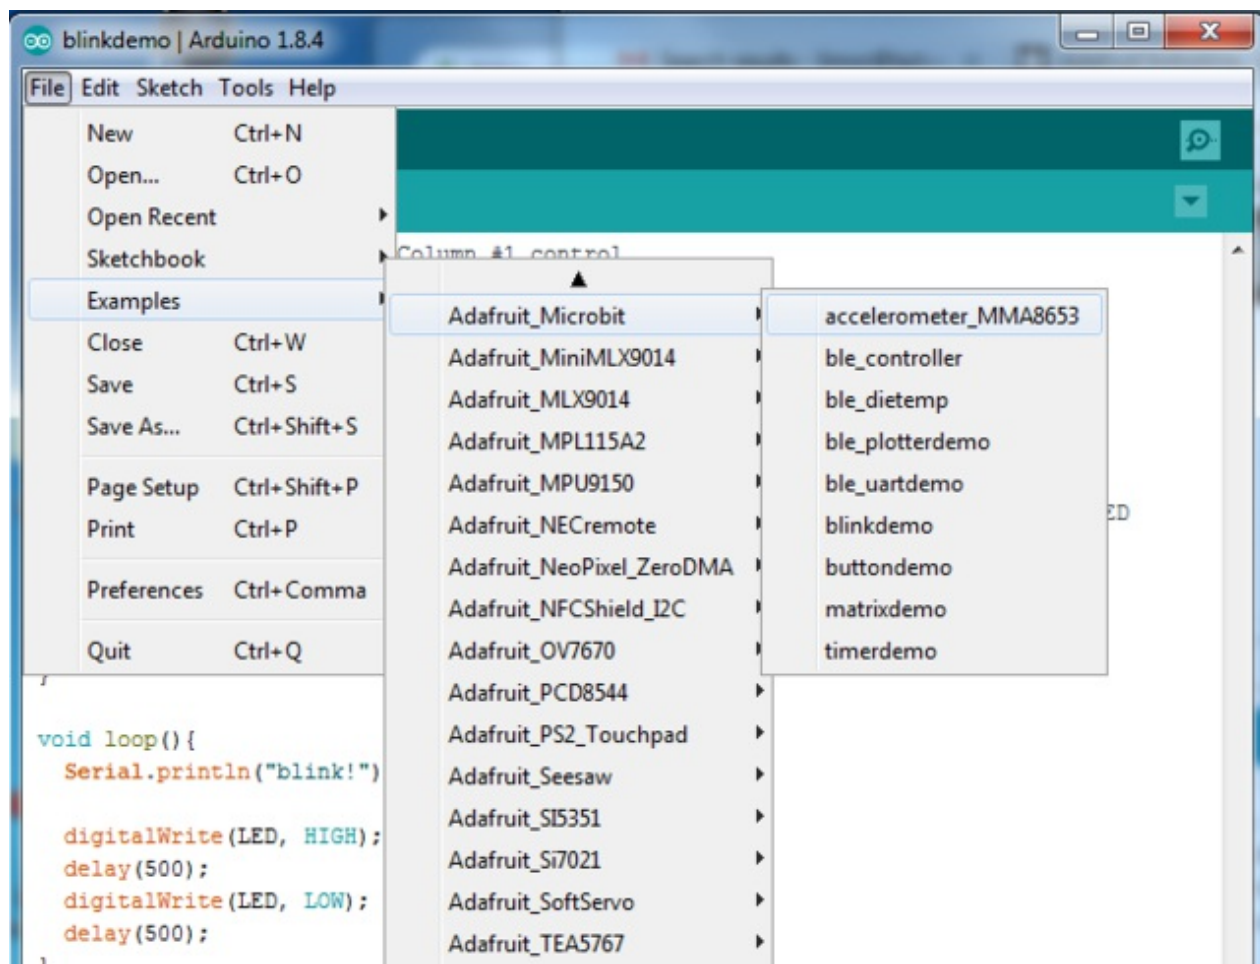 blinkdemo | Arduino 1.8.4
File Edit Sketch Tools Help
New Ctrl+N
Open... Ctrl+O
Open Recent
Sketchbook
Examples
Close Ctrl+W
Save Ctrl+S
Save As... Ctrl+Shift+S
Page Setup Ctrl+Shift+P
Print Ctrl+P
Preferences Ctrl+Comma
Quit Ctrl+Q
Column #1 control
Adafruit_Microbit
Adafruit_MiniMLX9014
Adafruit_MLX9014
Adafruit_MPL115A2
Adafruit_MPU9150
Adafruit_NECremote
Adafruit_NeoPixel_ZeroDMA
Adafruit_NFCShield_I2C
Adafruit_OV7670
Adafruit_PCD8544
Adafruit_PS2_Touchpad
Adafruit_Seesaw
Adafruit_SI5351
Adafruit_Si7021
Adafruit_SoftServo
Adafruit_TEA5767
accelerometer_MMA8653
ble_controller
ble_dietemp
ble_plotterdemo
ble_uartdemo
blinkdemo
buttondemo
matrixdemo
timerdemo
ED
}
void loop(){
Serial.println("blink!")
digitalWrite(LED, HIGH);
delay(500);
digitalWrite(LED, LOW);
delay(500);
}